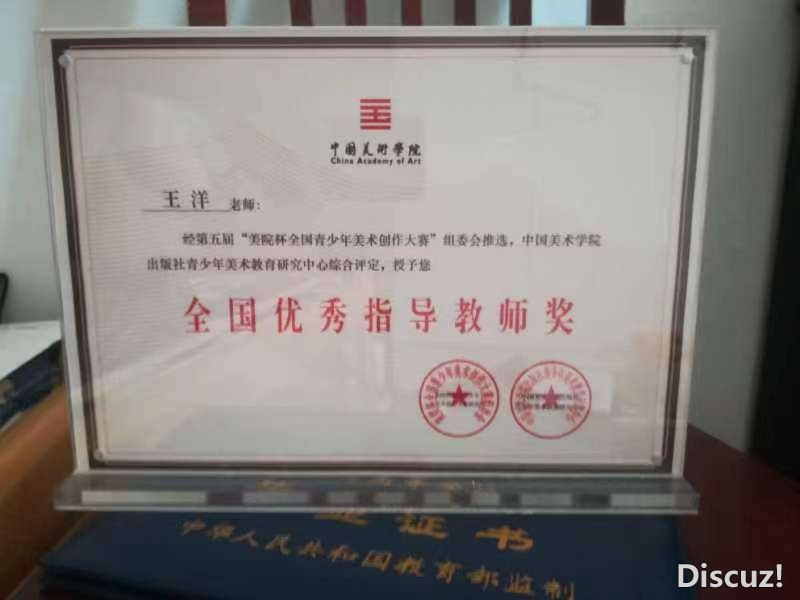 中国美术学院
China Academy of Art
王洋 老师:
经第五届“美院杯全国青少年美术创作大赛”组委会推选，中国美术学院
出版社青少年美术教育研究中心综合评定，授予您
全国优秀指导教师奖
业证书
中华人民共和国教育部监制
Discuz!